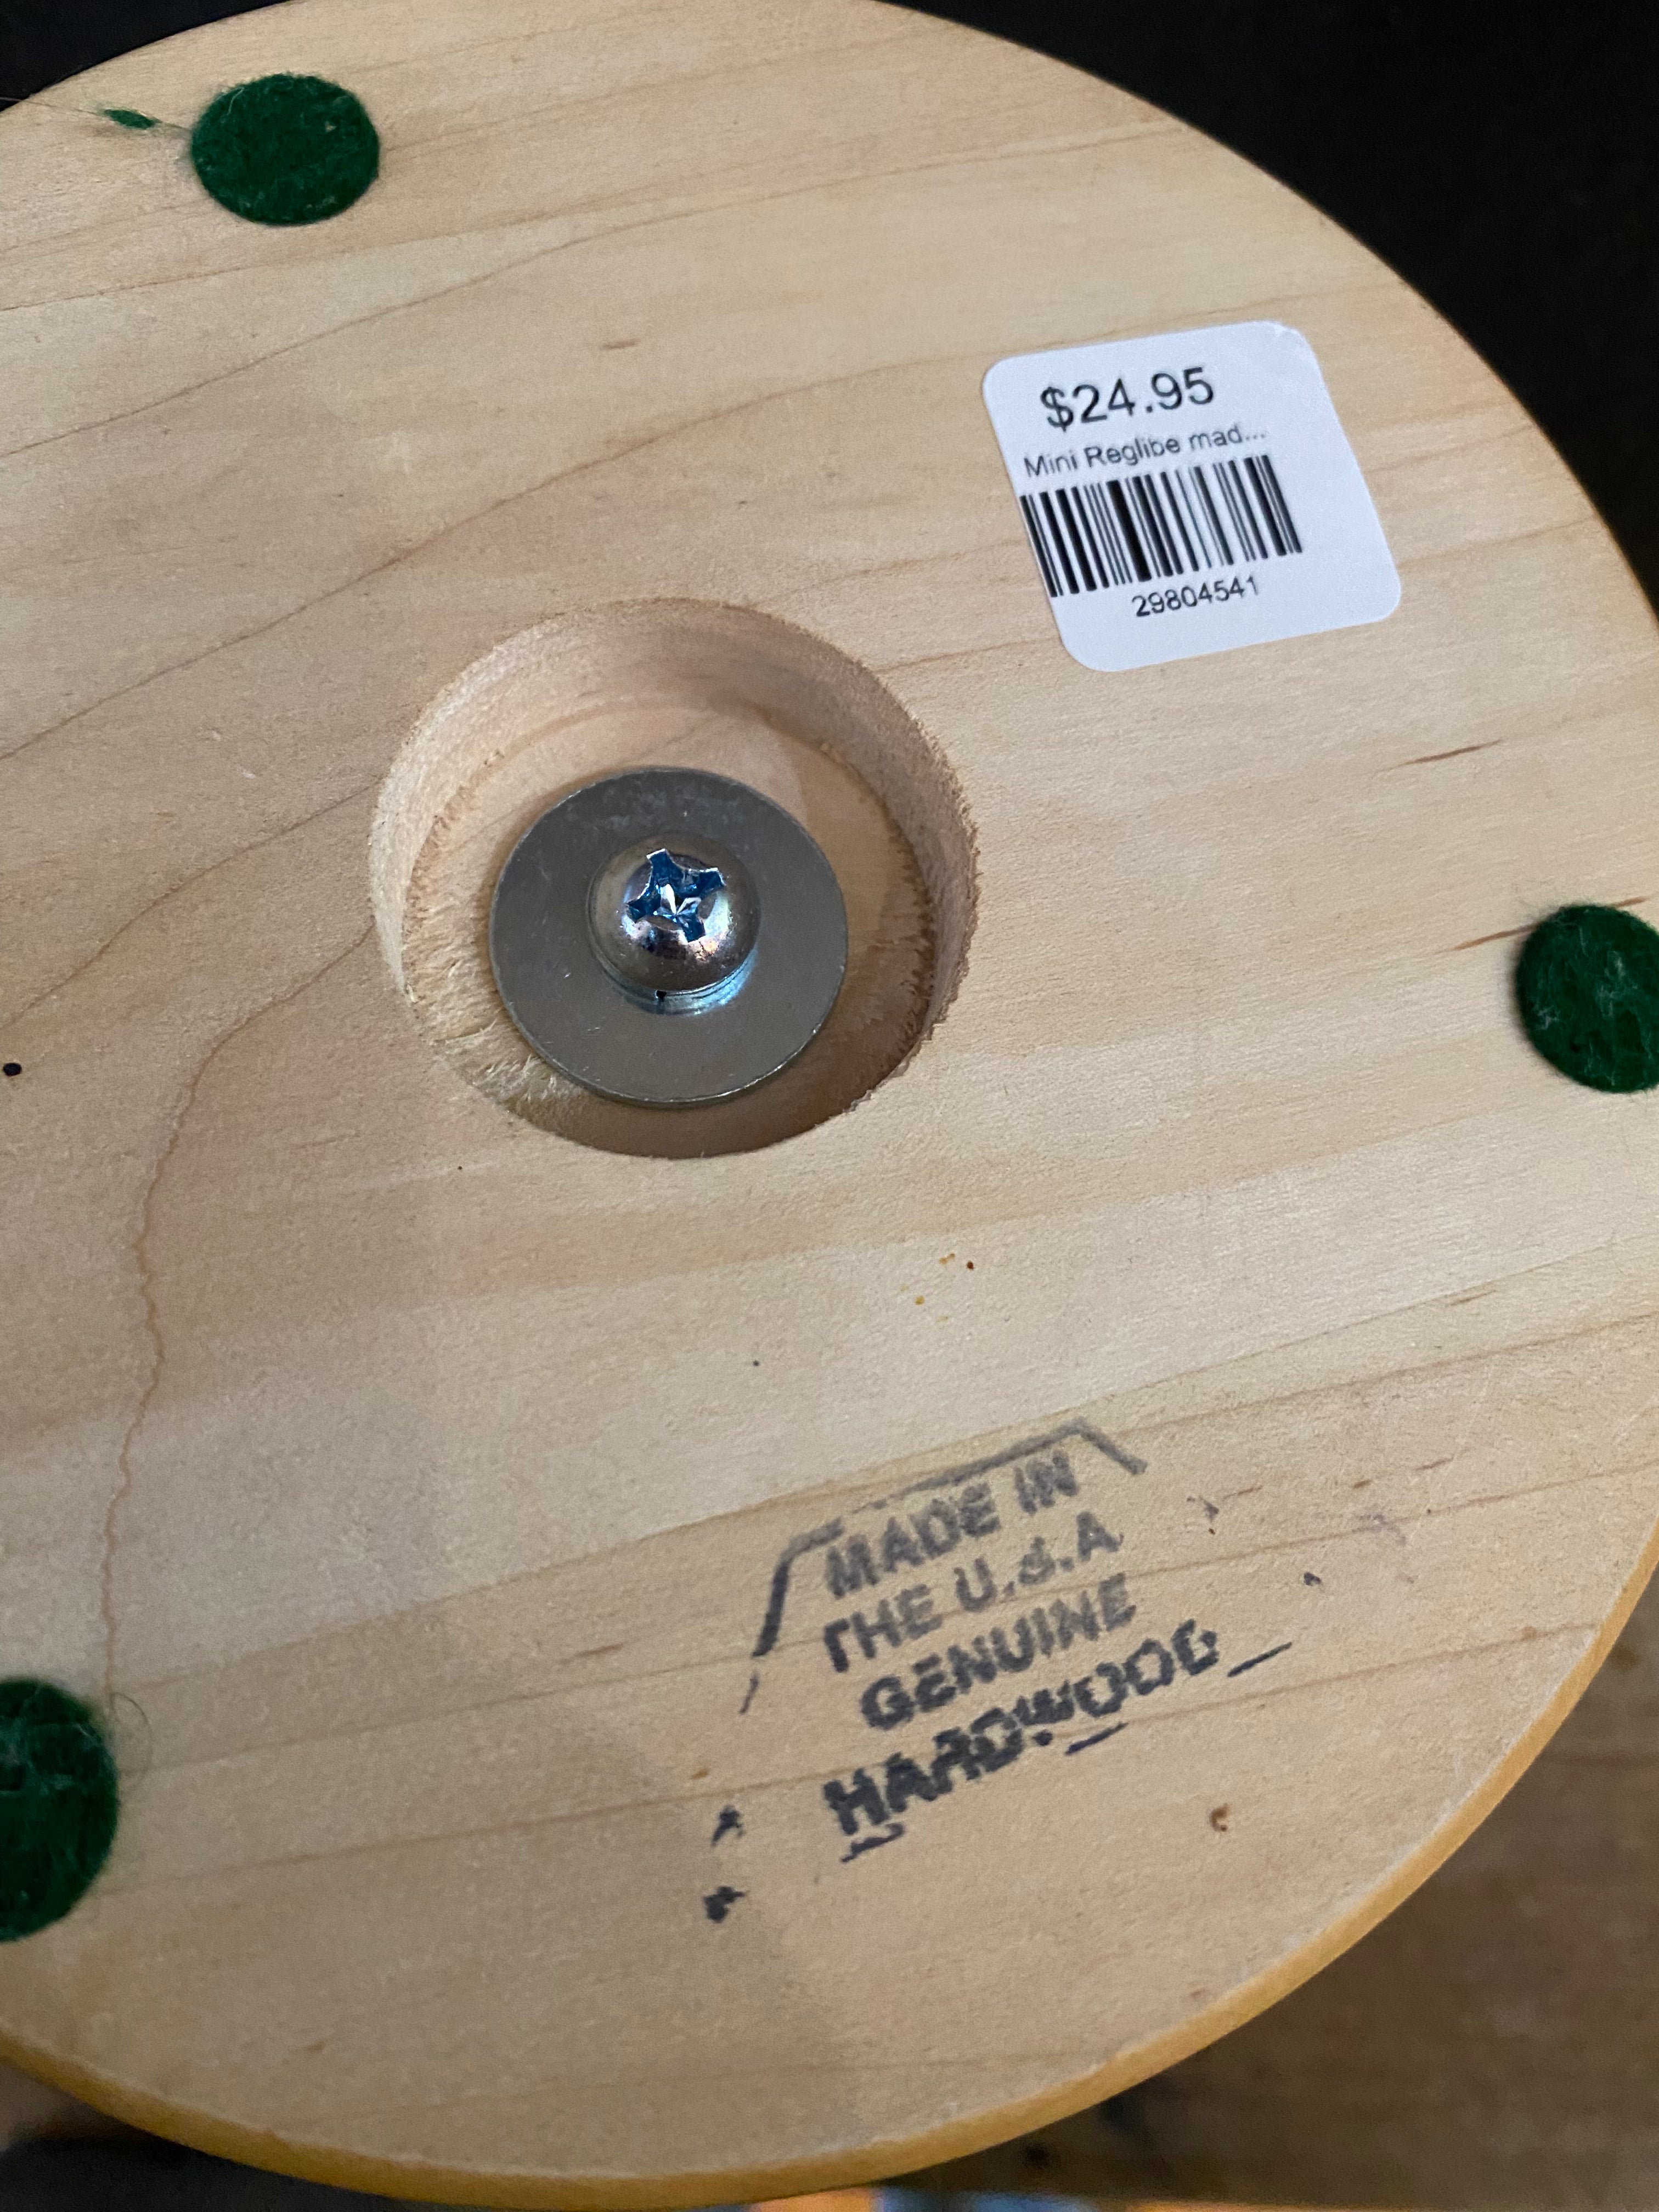 $24.95
Mini Reglibe mad...
29804541
MADE IN
THE U.S.A
GENUINE
HARDWOOD